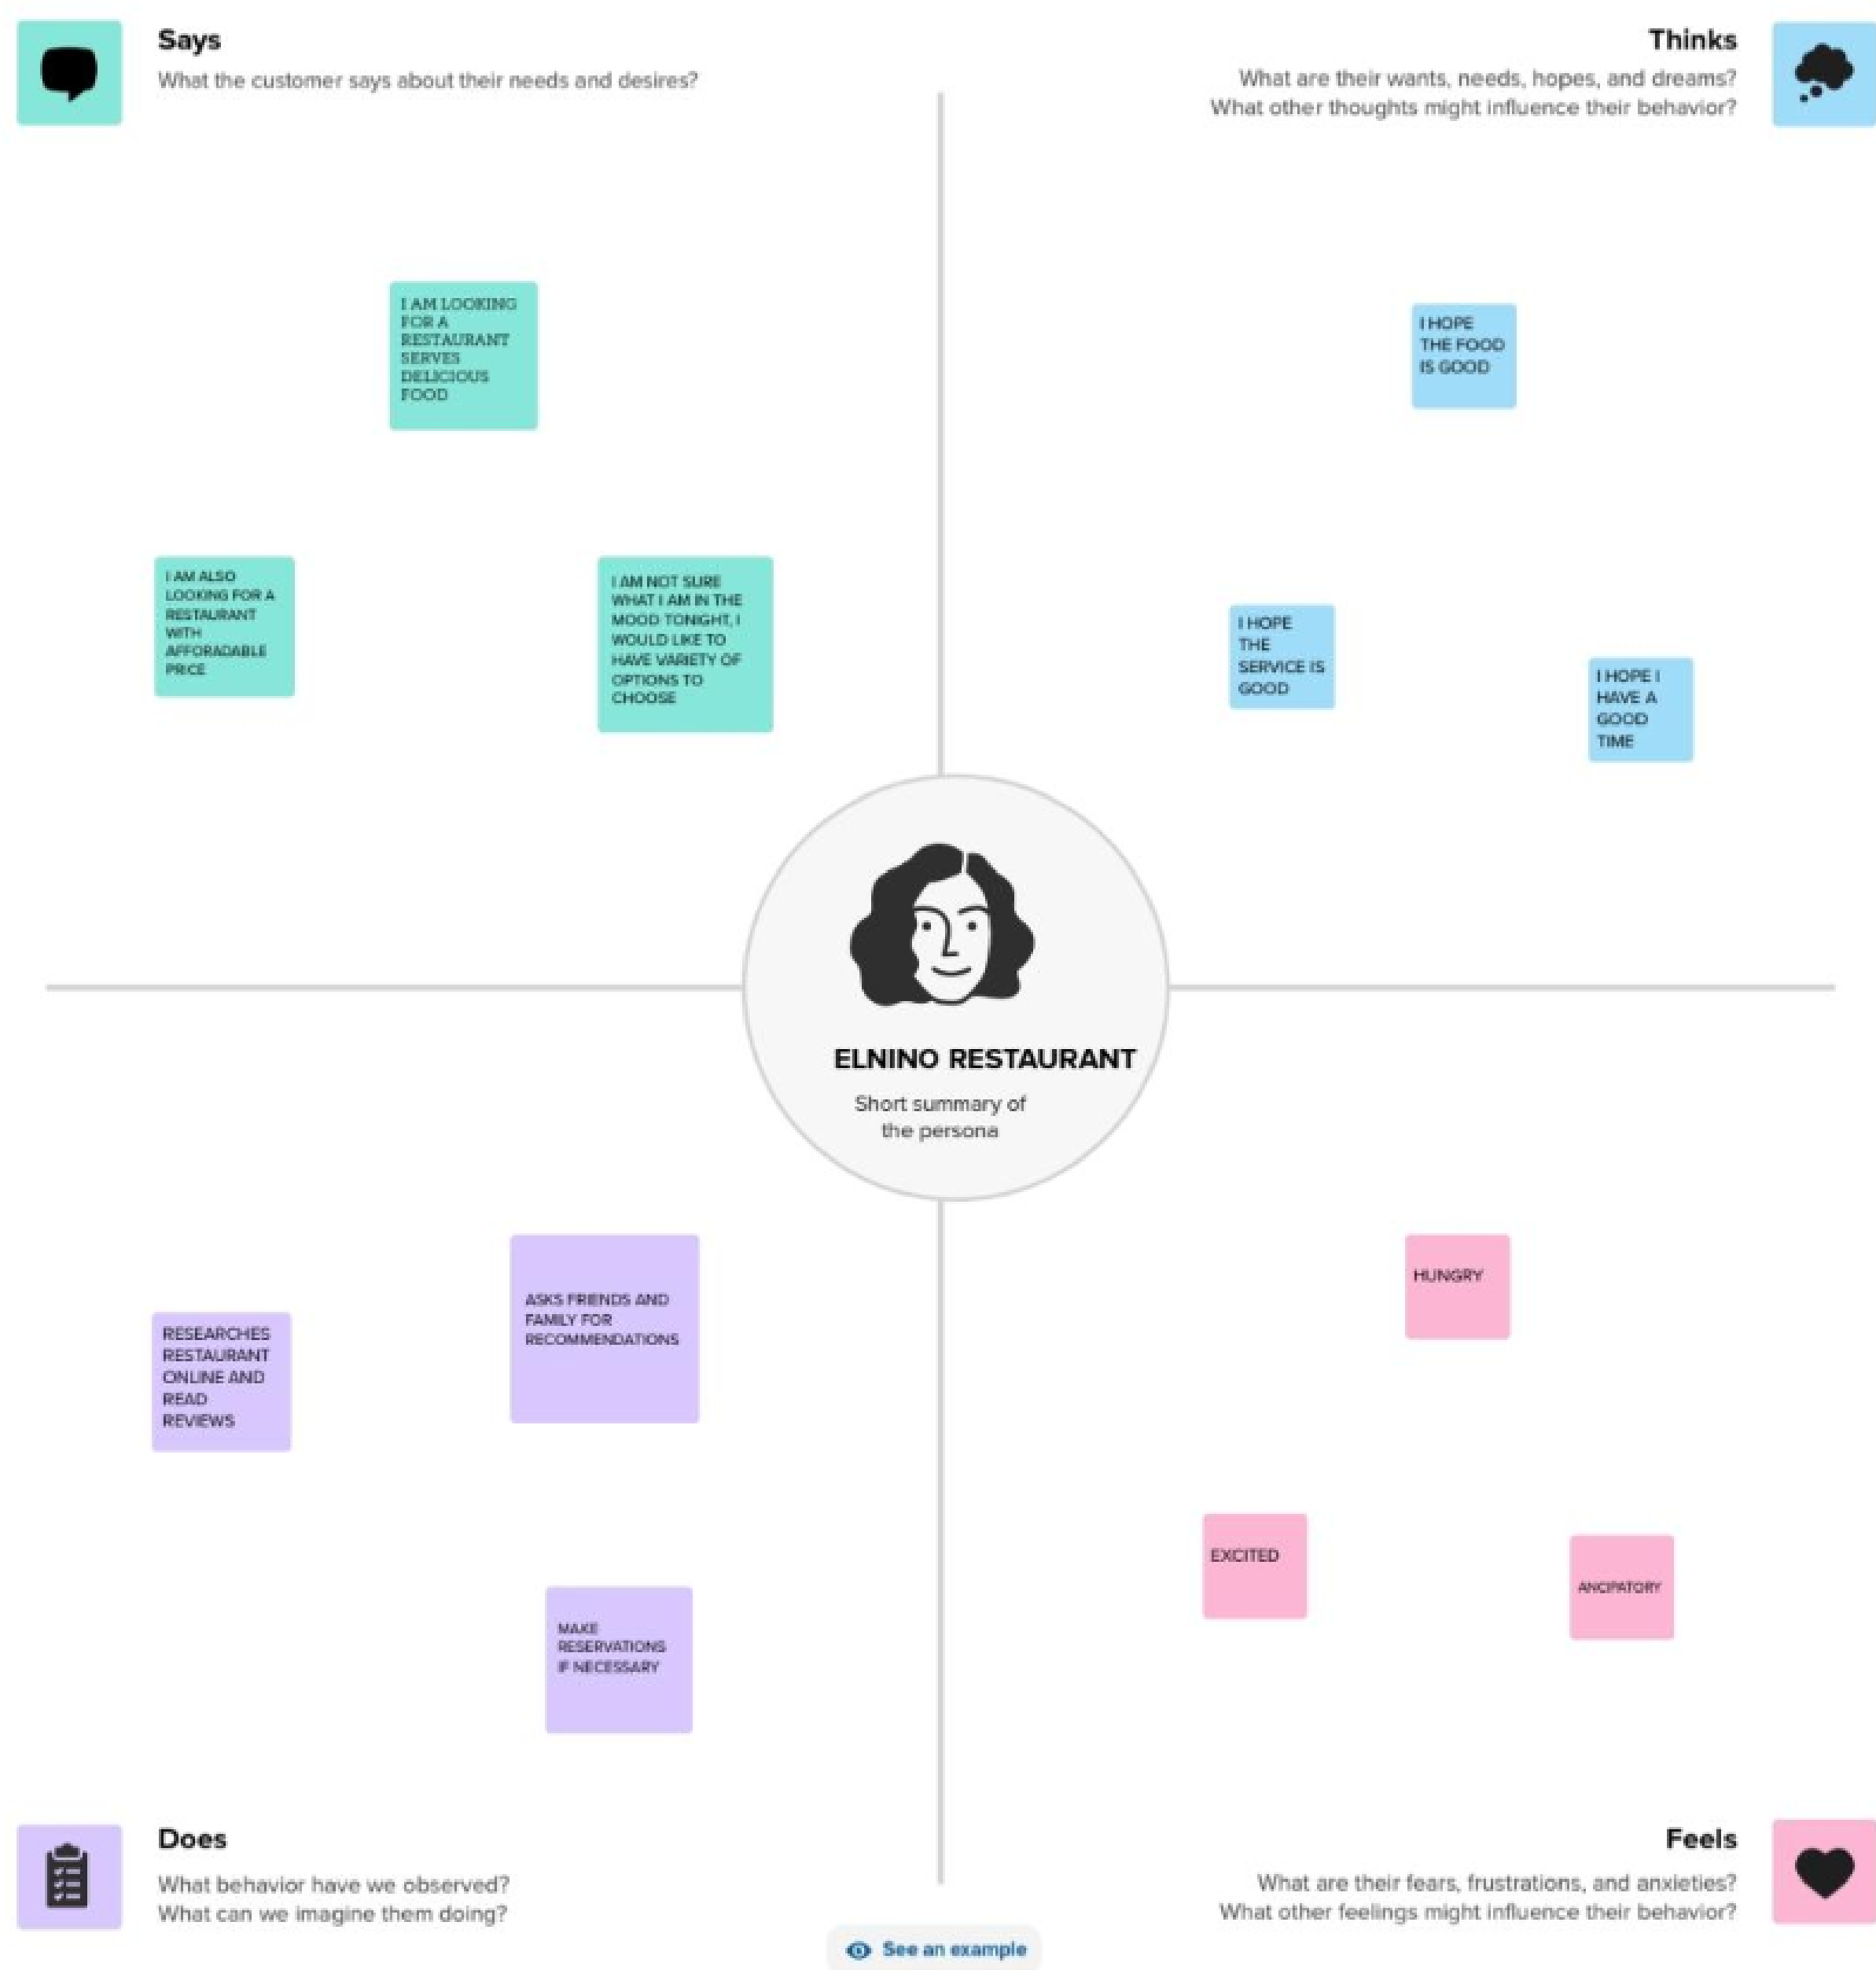 Says
What the customer says about their needs and desires?
Thinks
What are their wants, needs, hopes, and dreams?
What other thoughts might influence their behavior?
I AM LOOKING
FOR A
RESTAURANT
SERVES
DELICIOUS
FOOD
I HOPE
THE FOOD
IS GOOD
I AM ALSO
LOOKING FOR A
RESTAURANT
WITH
AFFORADABLE
PRICE
I AM NOT SURE
WHAT I AM IN THE
MOOD TONIGHT, I
WOULD LIKE TO
HAVE VARIETY OF
OPTIONS TO
CHOOSE
I HOPE
THE
SERVICE IS
GOOD
I HOPE I
HAVE A
GOOD
TIME
ELNINO RESTAURANT
Short summary of
the persona
RESEARCHES
RESTAURANT
ONLINE AND
READ
REVIEWS
ASKS FRIENDS AND
FAMILY FOR
RECOMMENDATIONS
HUNGRY
MAKE
RESERVATIONS
IF NECESSARY
EXCITED
ANCIPATORY
Does
What behavior have we observed?
What can we imagine them doing?
Feels
What are their fears, frustrations, and anxieties?
What other feelings might influence their behavior?
See an example